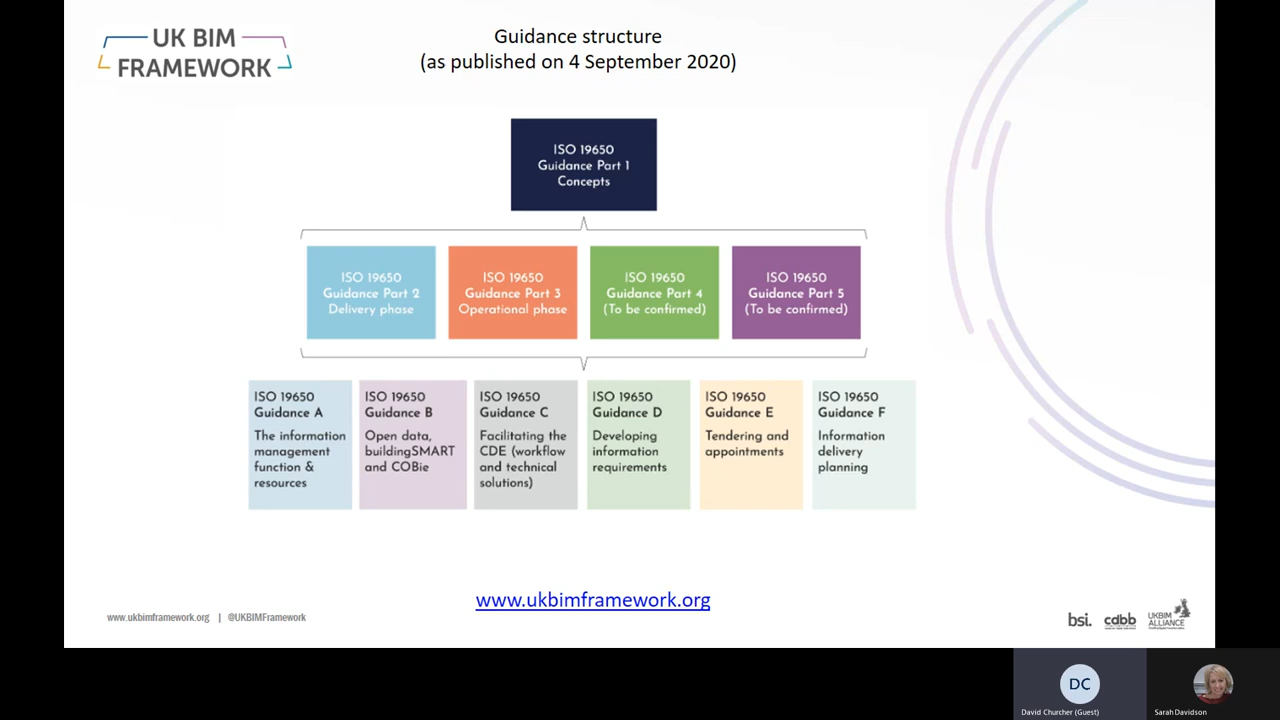 UK BIM
FRAMEWORK
Guidance structure
(as published on 4 September 2020)
ISO 19650
Guidance Part 1
Concepts
ISO 19650
Guidance Part 2
Delivery phase
ISO 19650
Guidance Part 3
Operational phase
ISO 19650
Guidance Part 4
(To be confirmed)
ISO 19650
Guidance Part 5
(To be confirmed)
ISO 19650
Guidance A
The information
management
function &
resources
ISO 19650
Guidance B
Open data,
buildingSMART
and COBie
ISO 19650
Guidance C
Facilitating the
CDE (workflow
and technical
solutions)
ISO 19650
Guidance D
Developing
information
requirements
ISO 19650
Guidance E
Tendering and
appointments
ISO 19650
Guidance F
Information
delivery
planning
www.ukbimframework.org
www.ukbimframework.org | @UKBIMFramework
bsi.
cdbb
UKBIM
ALLIANCE
DC
David Churcher (Guest)
Sarah Davidson